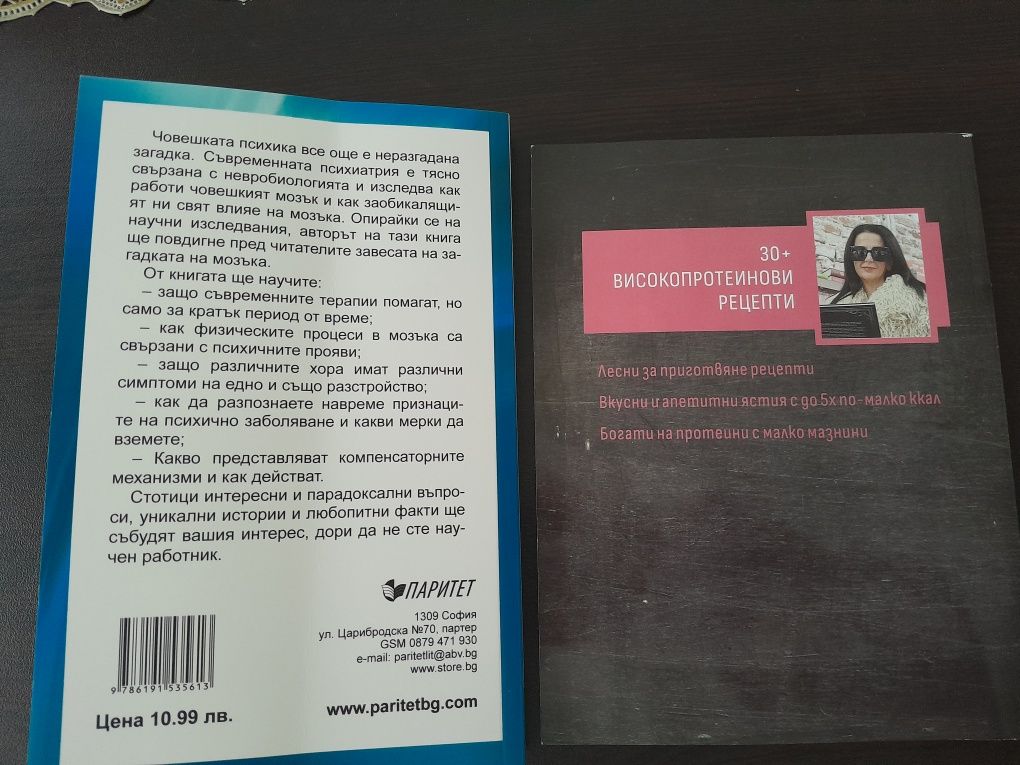 Човешката психика все още е неразгадана
загадка. Съвременната психиатрия е тясно
свързана с невробиологията и изследва как
работи човешкият мозък и как заобикалящи-
ят ни свят влияе на мозъка. Опирайки се на
научни изследвания, авторът на тази книга
ще повдигне пред читателите завесата на за-
гадката на мозъка.
От книгата ще научите:
– защо съвременните терапии помагат, но
само за кратък период от време;
– как физическите процеси в мозъка са
свързани с психичните прояви;
– защо различните хора имат различни
симптоми на едно и също разстройство;
– как да разпознаете навреме признаци-
те на психично заболяване и какви мерки да
вземете;
– Какво представляват компенсаторните
механизми и как действат.
Стотици интересни и парадоксални въпро-
си, уникални истории и любопитни факти ще
събудят вашия интерес, дори да не сте нау-
чен работник.
ПАРИТЕТ
1309 София
ул. Царибродска №70, партер
GSM 0879 471 930
e-mail: paritetlit@abv.bg
www.store.bg
9 786191 535613
Цена 10.99 лв.
www.paritetbg.com
30+
ВИСОКОПРОТЕИНОВИ
РЕЦЕПТИ
Лесни за приготвяне рецепти
Вкусни и апетитни ястия с до 5х по-малко ккал
Богати на протеини с малко мазнини